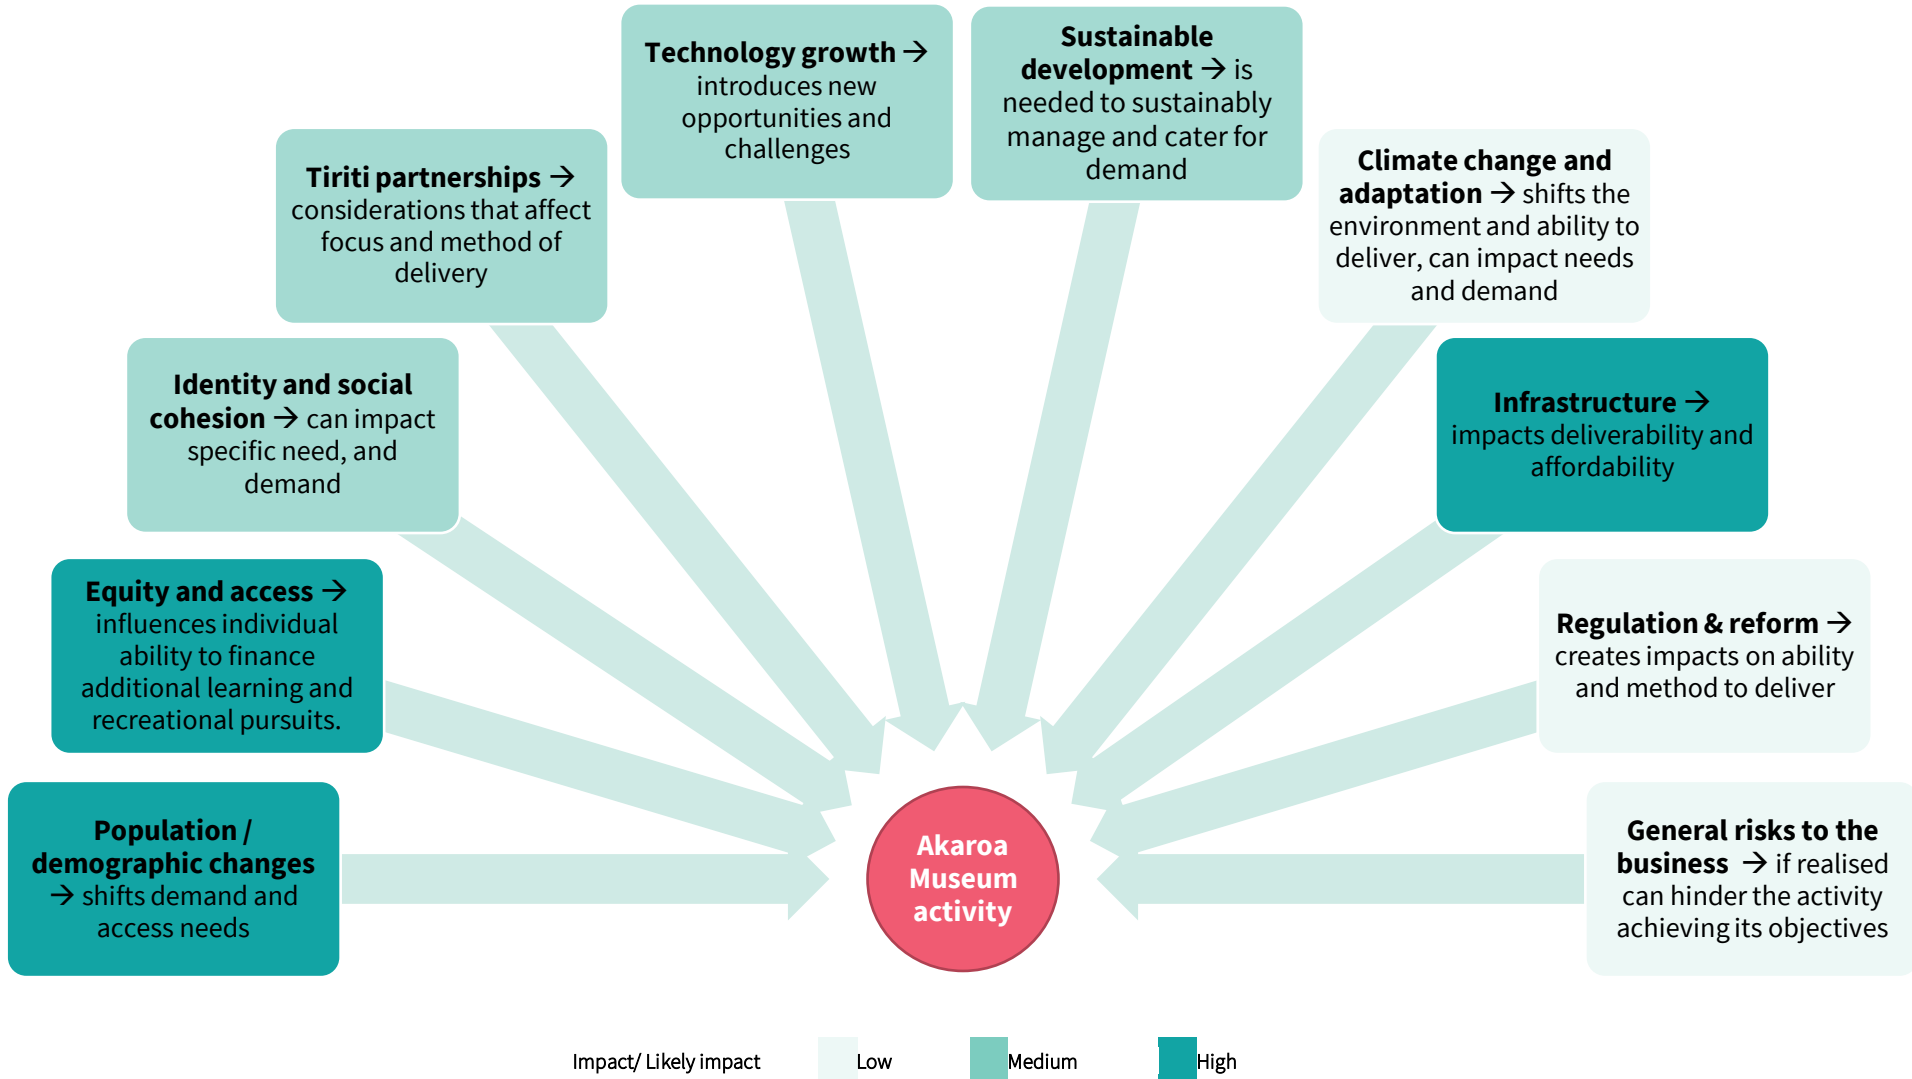 Technology growth →
introduces new
opportunities and
challenges
Sustainable
development → is
needed to sustainably
manage and cater for
demand
Tiriti partnerships →
considerations that affect
focus and method of
delivery
Climate change and
adaptation → shifts the
environment and ability to
deliver, can impact needs
and demand
Identity and social
cohesion → can impact
specific need, and
demand
Infrastructure →
impacts deliverability and
affordability
Equity and access →
influences individual
ability to finance
additional learning and
recreational pursuits.
Regulation & reform →
creates impacts on ability
and method to deliver
Population /
demographic changes
→ shifts demand and
access needs
Akaroa
Museum
activity
General risks to the
business → if realised
can hinder the activity
achieving its objectives
Impact/ Likely impact Low Medium High